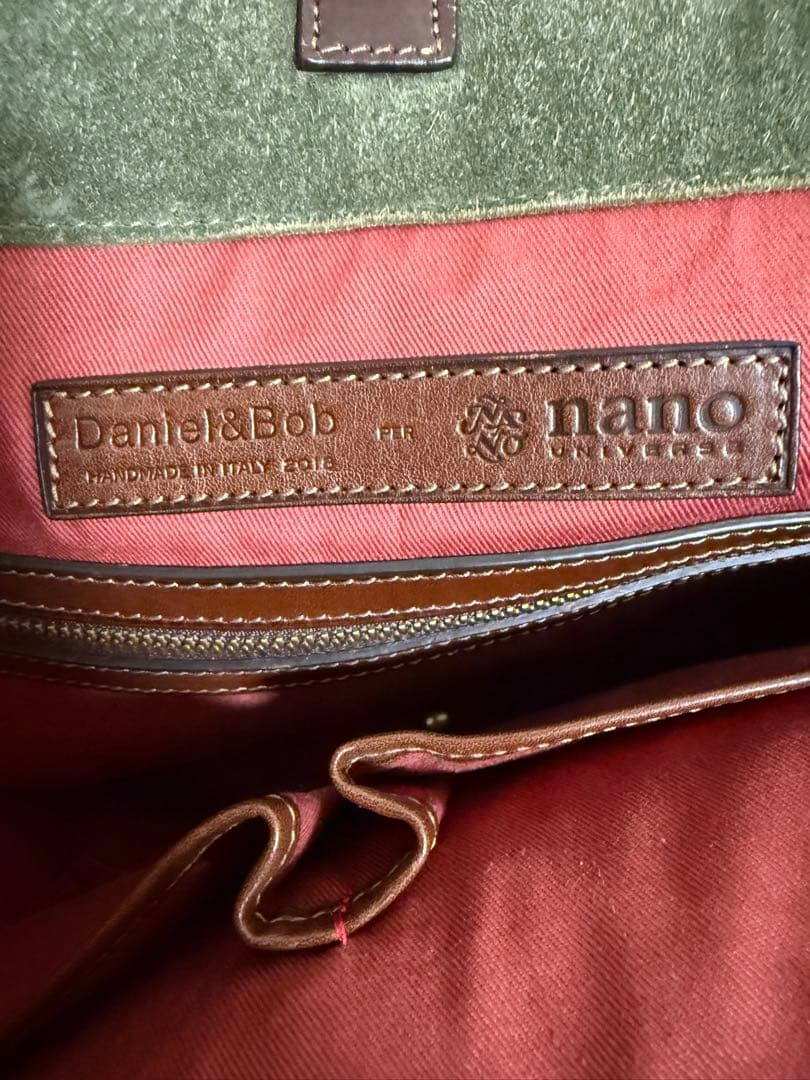 Daniel&Bob PER nano
HANDMADE IN ITALY 2018 UNIVERSE